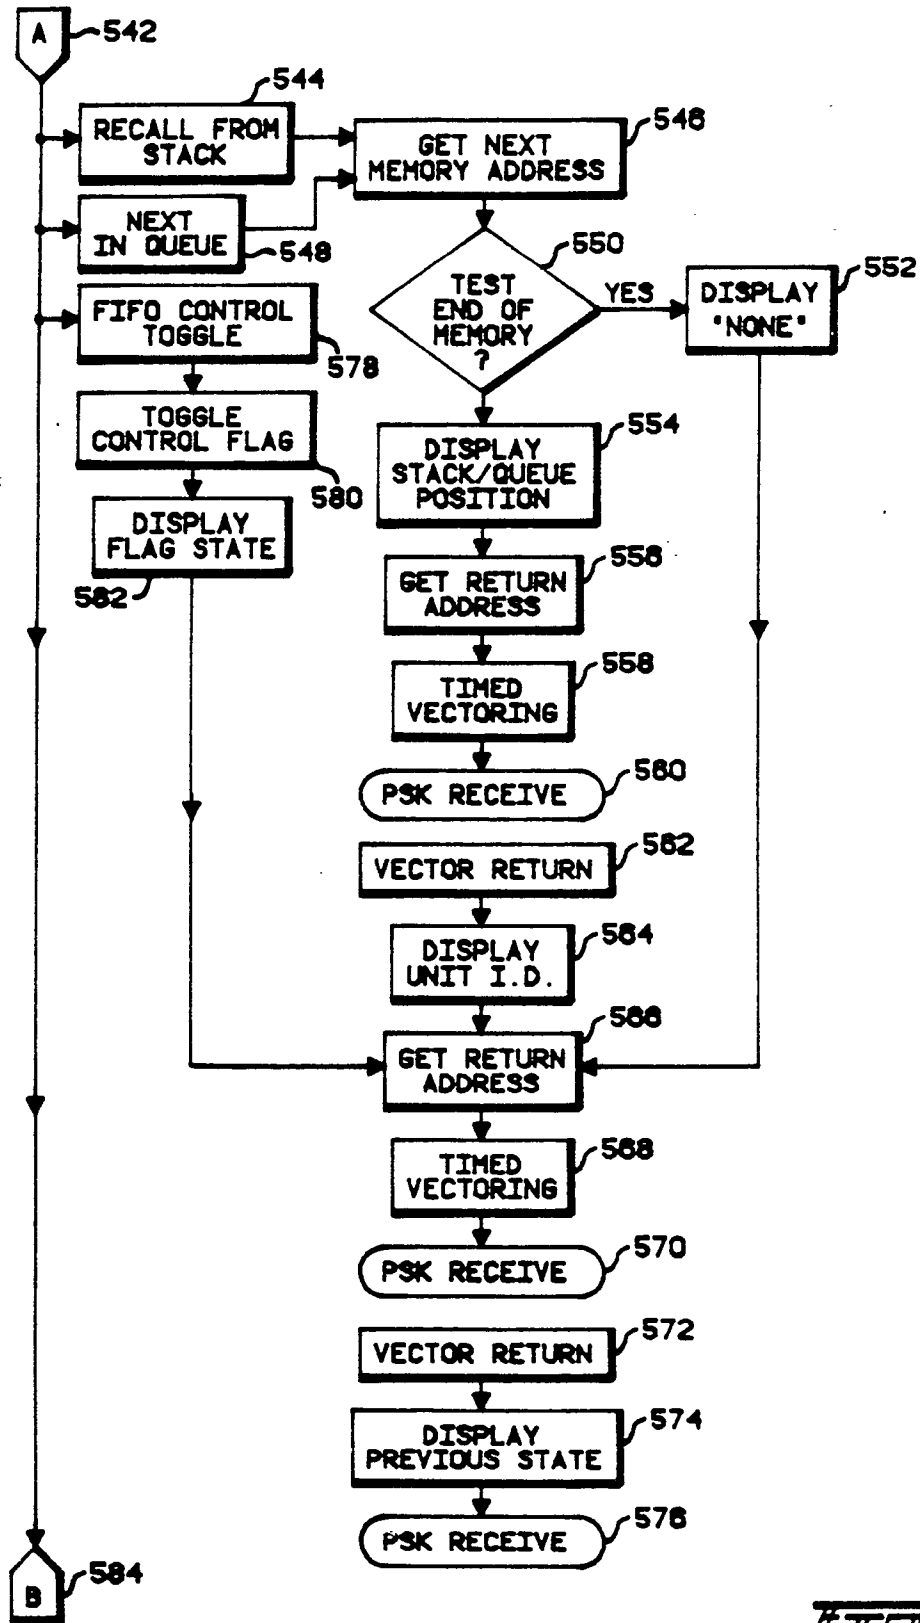 A
542
544
RECALL FROM
STACK
546
GET NEXT
MEMORY ADDRESS
NEXT
IN QUEUE
548
550
TEST
END OF
MEMORY
?
YES
552
DISPLAY
"NONE"
FIFO CONTROL
TOGGLE
578
TOGGLE
CONTROL FLAG
580
DISPLAY
FLAG STATE
582
554
DISPLAY
STACK/QUEUE
POSITION
556
GET RETURN
ADDRESS
558
TIMED
VECTORING
560
PSK RECEIVE
562
VECTOR RETURN
564
DISPLAY
UNIT I.D.
566
GET RETURN
ADDRESS
568
TIMED
VECTORING
570
PSK RECEIVE
572
VECTOR RETURN
574
DISPLAY
PREVIOUS STATE
576
PSK RECEIVE
584
B